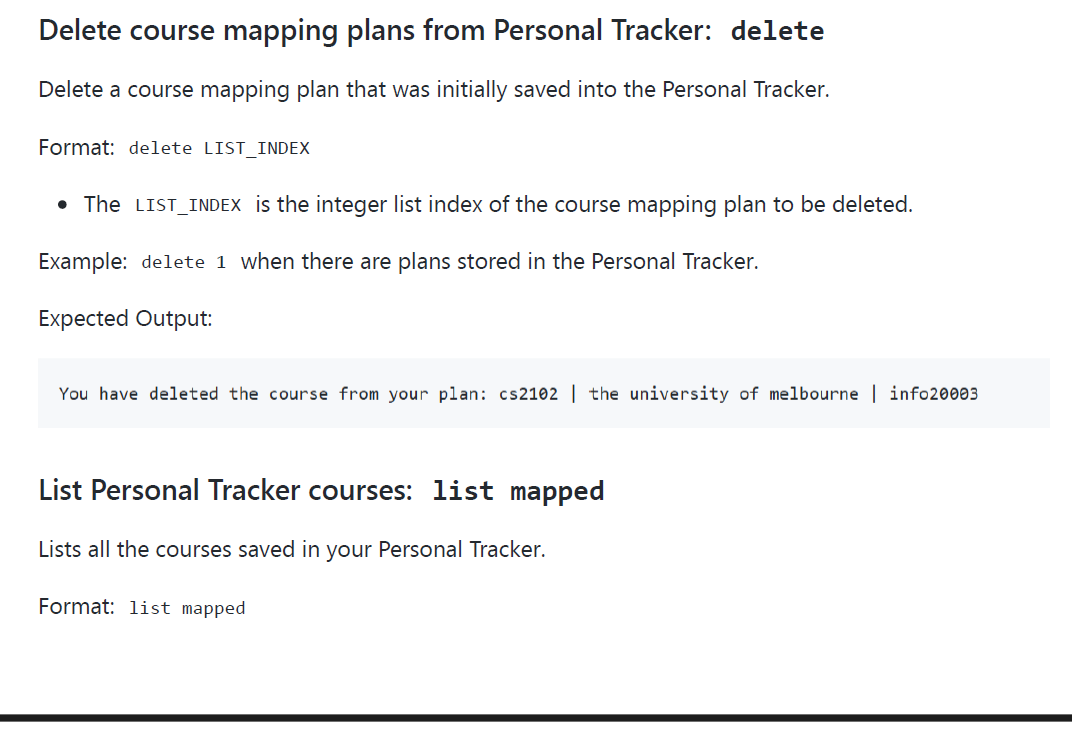 Delete course mapping plans from Personal Tracker: delete
Delete a course mapping plan that was initially saved into the Personal Tracker.
Format: delete LIST_INDEX
• The LIST_INDEX is the integer list index of the course mapping plan to be deleted.
Example: delete 1 when there are plans stored in the Personal Tracker.
Expected Output:
You have deleted the course from your plan: cs2102 | the university of melbourne | info20003
List Personal Tracker courses: list mapped
Lists all the courses saved in your Personal Tracker.
Format: list mapped